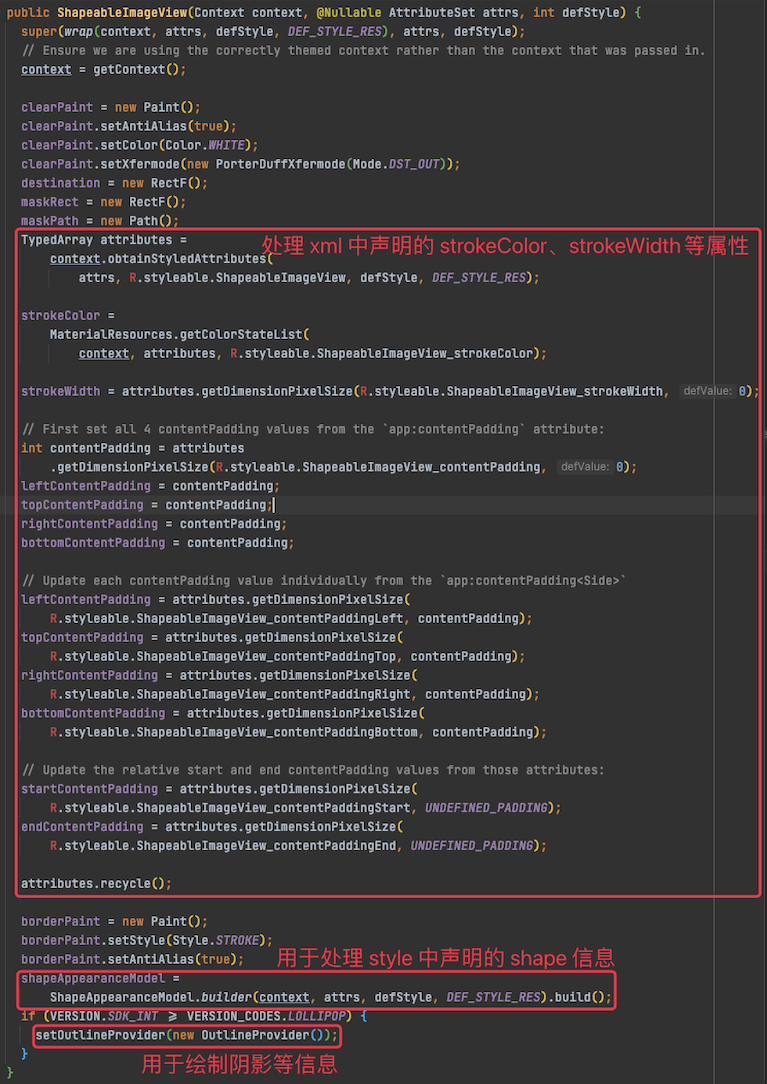 public ShapeableImageView(Context context, @Nullable AttributeSet attrs, int defStyle) {
super(wrap(context, attrs, defStyle, DEF_STYLE_RES), attrs, defStyle);
// Ensure we are using the correctly themed context rather than the context that was passed in.
context = getContext();
clearPaint = new Paint();
clearPaint.setAntiAlias(true);
clearPaint.setColor(Color.WHITE);
clearPaint.setXfermode(new PorterDuffXfermode(Mode.DST_OUT));
destination = new RectF();
maskRect = new RectF();
maskPath = new Path();
TypedArray attributes =
处理 xml 中声明的 strokeColor、strokeWidth 等属性
context.obtainStyledAttributes(
attrs, R.styleable.ShapeableImageView, defStyle, DEF_STYLE_RES);
strokeColor =
MaterialResources.getColorStateList(
context, attributes, R.styleable.ShapeableImageView_strokeColor);
strokeWidth = attributes.getDimensionPixelSize(R.styleable.ShapeableImageView_strokeWidth, defValue: 0);
// First set all 4 contentPadding values from the `app:contentPadding` attribute:
int contentPadding = attributes
.getDimensionPixelSize(R.styleable.ShapeableImageView_contentPadding, defValue: 0);
leftContentPadding = contentPadding;
topContentPadding = contentPadding;
rightContentPadding = contentPadding;
bottomContentPadding = contentPadding;
// Update each contentPadding value individually from the `app:contentPadding<Side>`
leftContentPadding = attributes.getDimensionPixelSize(
R.styleable.ShapeableImageView_contentPaddingLeft, contentPadding);
topContentPadding = attributes.getDimensionPixelSize(
R.styleable.ShapeableImageView_contentPaddingTop, contentPadding);
rightContentPadding = attributes.getDimensionPixelSize(
R.styleable.ShapeableImageView_contentPaddingRight, contentPadding);
bottomContentPadding = attributes.getDimensionPixelSize(
R.styleable.ShapeableImageView_contentPaddingBottom, contentPadding);
// Update the relative start and end contentPadding values from those attributes:
startContentPadding = attributes.getDimensionPixelSize(
R.styleable.ShapeableImageView_contentPaddingStart, UNDEFINED_PADDING);
endContentPadding = attributes.getDimensionPixelSize(
R.styleable.ShapeableImageView_contentPaddingEnd, UNDEFINED_PADDING);
attributes.recycle();
borderPaint = new Paint();
borderPaint.setStyle(Style.STROKE);
borderPaint.setAntiAlias(true);
用于处理 style 中声明的 shape 信息
shapeAppearanceModel =
ShapeAppearanceModel.builder(context, attrs, defStyle, DEF_STYLE_RES).build();
if (VERSION.SDK_INT ≥ VERSION_CODES.LOLLIPOP) {
setOutlineProvider(new OutlineProvider());
}
用于绘制阴影等信息
}